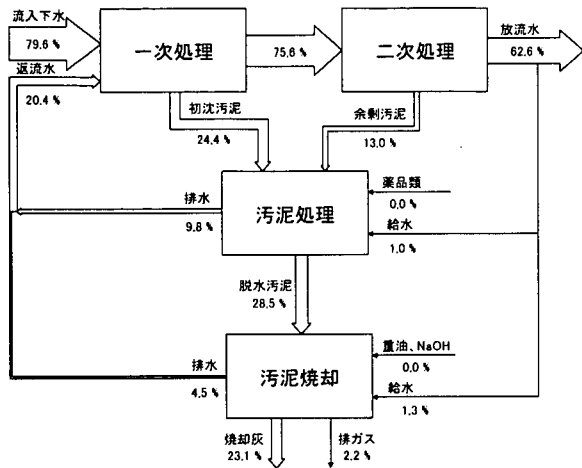 流入下水
79.6 %
返流水
20.4 %
一次処理
75.6 %
二次処理
放流水
62.6 %
初沈汚泥
24.4 %
余剰汚泥
13.0 %
排水
9.8 %
汚泥処理
薬品類
0.0 %
給水
1.0 %
脱水汚泥
28.5 %
排水
4.5 %
汚泥焼却
重油、NaOH
0.0 %
給水
1.3 %
焼却灰
23.1 %
排ガス
2.2 %